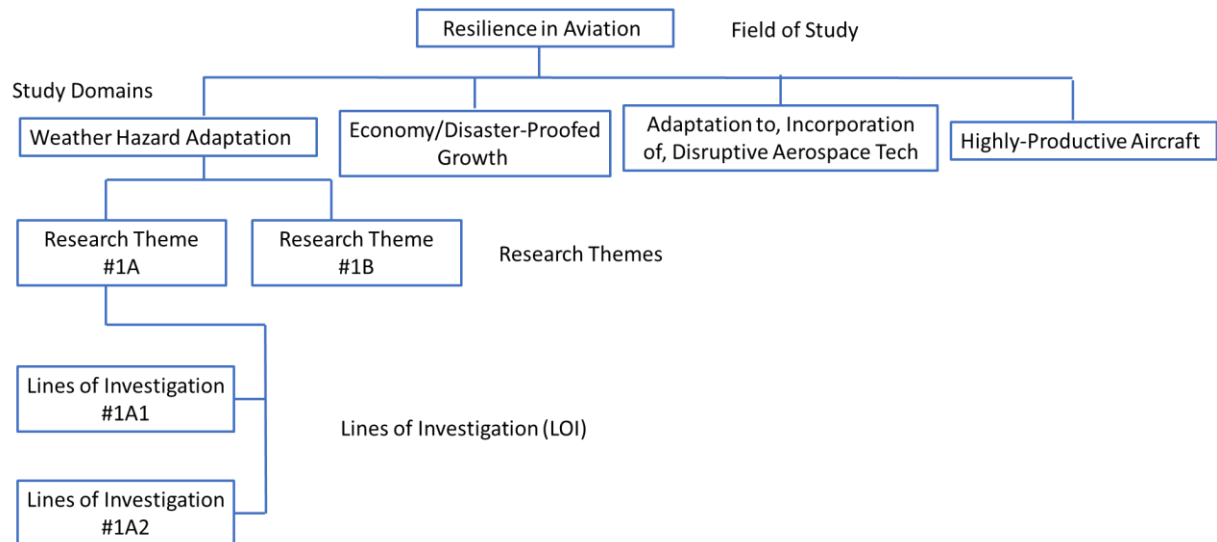 Resilience in Aviation
Field of Study
Study Domains
Weather Hazard Adaptation
Economy/Disaster-Proofed
Growth
Adaptation to, Incorporation
of, Disruptive Aerospace Tech
Highly-Productive Aircraft
Research Theme
#1A
Research Theme
#1B
Research Themes
Lines of Investigation
#1A1
Lines of Investigation (LOI)
Lines of Investigation
#1A2